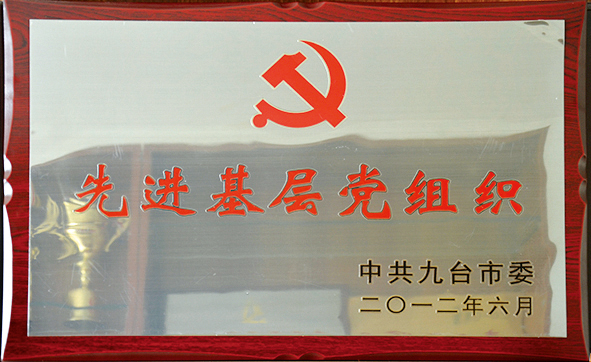 先进基层党组织
中共九台市委
二〇一二年六月